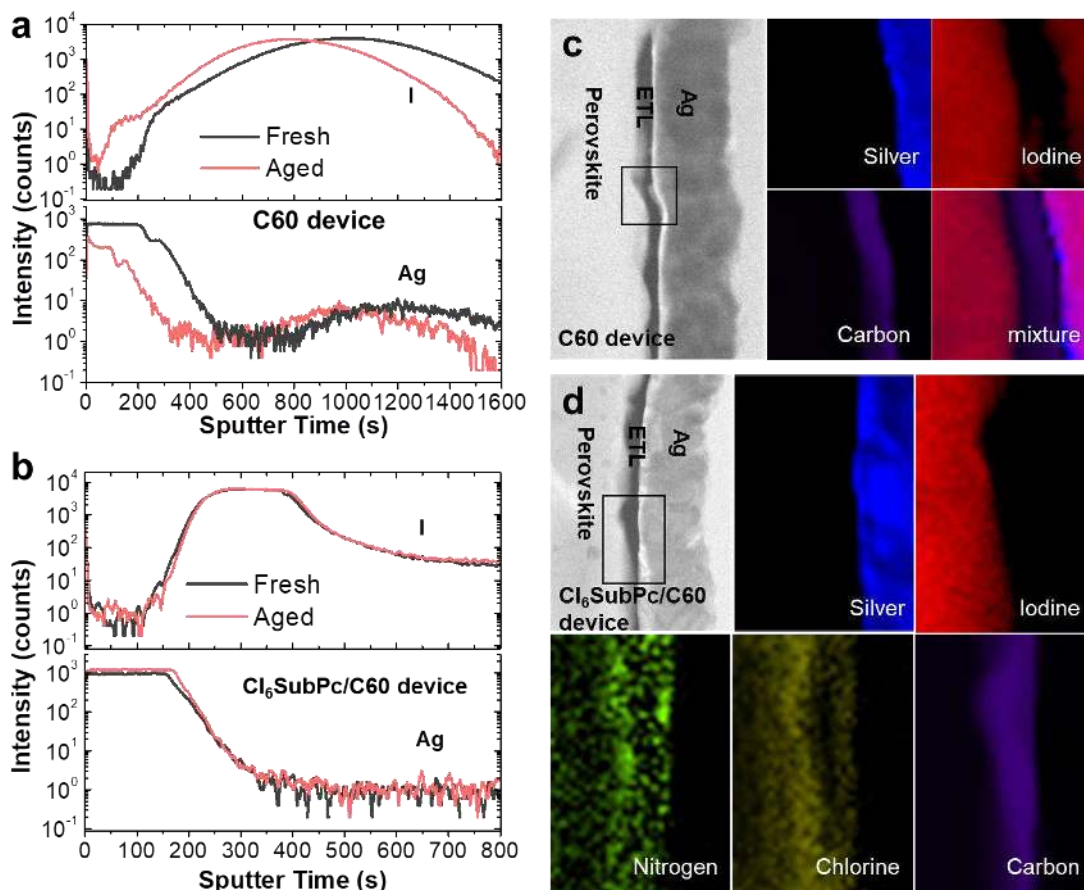 a
10⁴
10³
10²
10¹
10⁰
10⁻¹
I
Fresh
Aged
10³
10²
10¹
10⁰
10⁻¹
C60 device
Ag
0 200 400 600 800 1000 1200 1400 1600
Sputter Time (s)
Intensity (counts)
b
10⁴
10³
10²
10¹
10⁰
10⁻¹
I
Fresh
Aged
10³
10²
10¹
10⁰
10⁻¹
Cl₆SubPc/C60 device
Ag
0 100 200 300 400 500 600 700 800
Sputter Time (s)
Intensity (counts)
c
Perovskite
ETL
Ag
C60 device
Silver
Iodine
Carbon
mixture
d
Perovskite
ETL
Ag
Cl₆SubPc/C60
device
Silver
Iodine
Nitrogen
Chlorine
Carbon